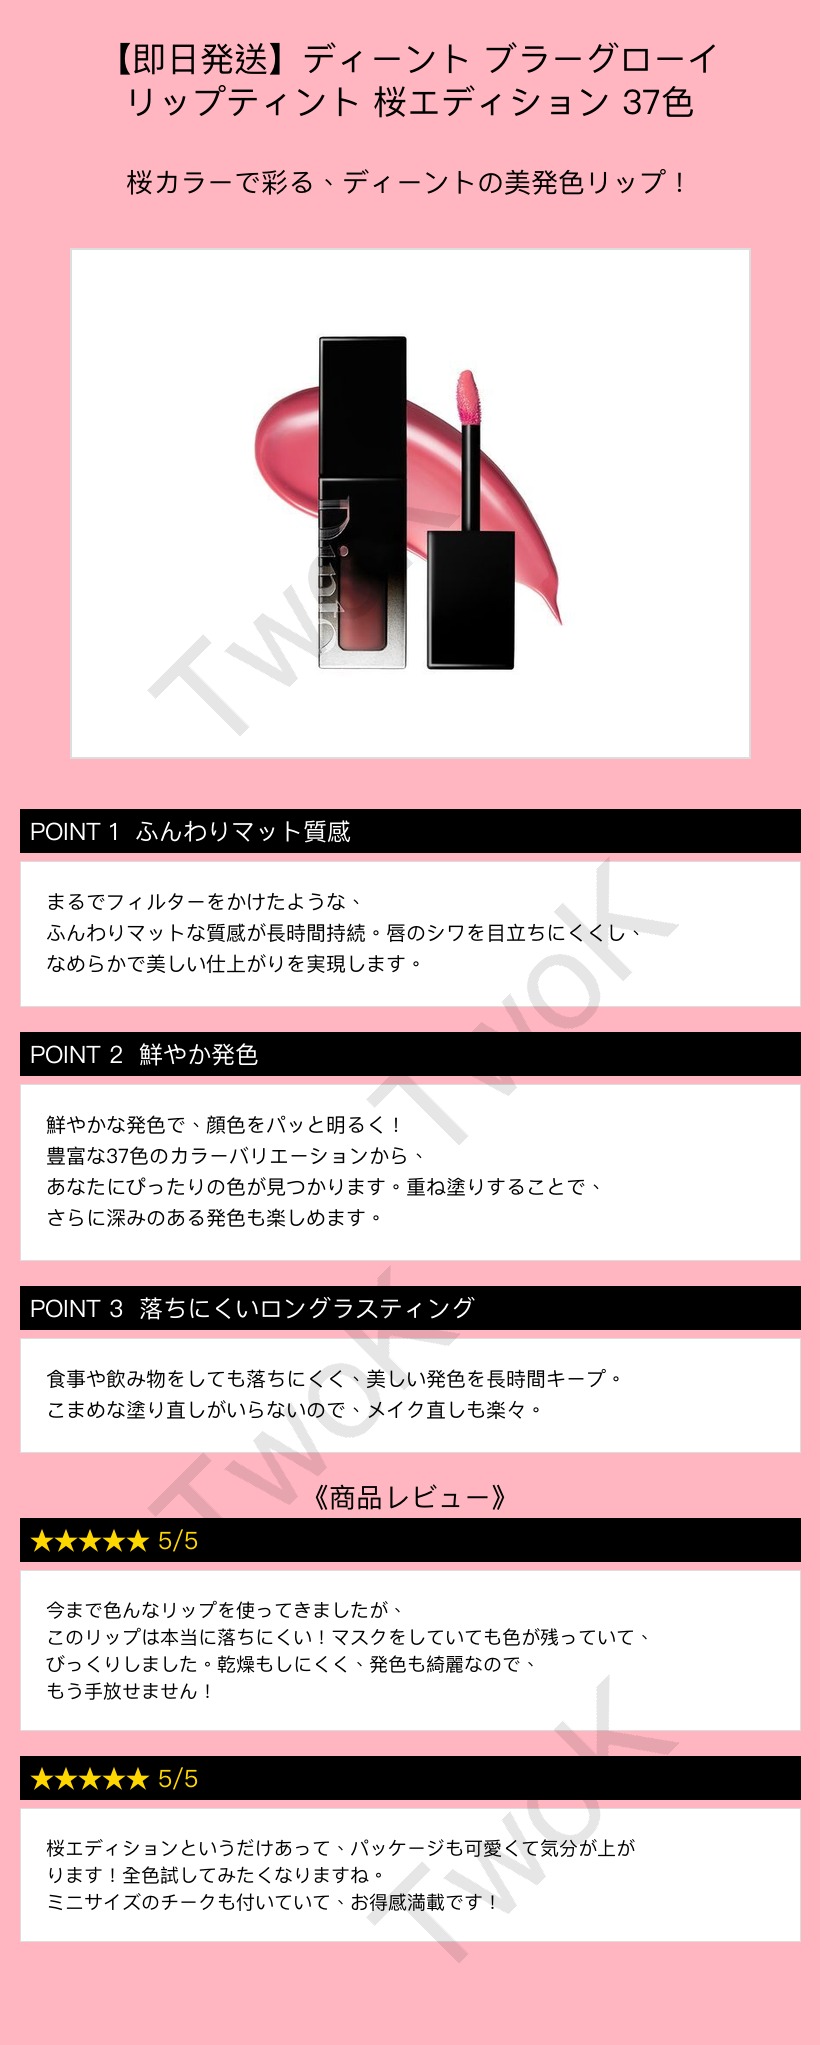 【即日発送】ディーント ブラーグローイ
リップティント 桜エディション 37色
桜カラーで彩る、ディーントの美発色リップ！
Dinto
TwoK
POINT 1 ふんわりマット質感
まるでフィルターをかけたような、
ふんわりマットな質感が長時間持続。唇のシワを目立ちにくくし、
なめらかで美しい仕上がりを実現します。
TwoK
POINT 2 鮮やか発色
鮮やかな発色で、顔色をパッと明るく！
豊富な37色のカラーバリエーションから、
あなたにぴったりの色が見つかります。重ね塗りすることで、
さらに深みのある発色も楽しめます。
POINT 3 落ちにくいロングラスティング
食事や飲み物をしても落ちにくく、美しい発色を長時間キープ。
こまめな塗り直しがいらないので、メイク直しも楽々。
TwoK
《商品レビュー》
★★★★★ 5/5
今まで色んなリップを使ってきましたが、
このリップは本当に落ちにくい！マスクをしていても色が残っていて、
びっくりしました。乾燥もしにくく、発色も綺麗なので、
もう手放せません！
★★★★★ 5/5
桜エディションというだけあって、パッケージも可愛くて気分が上が
ります！全色試してみたくなりますね。
ミニサイズのチークも付いていて、お得感満載です！
TwoK